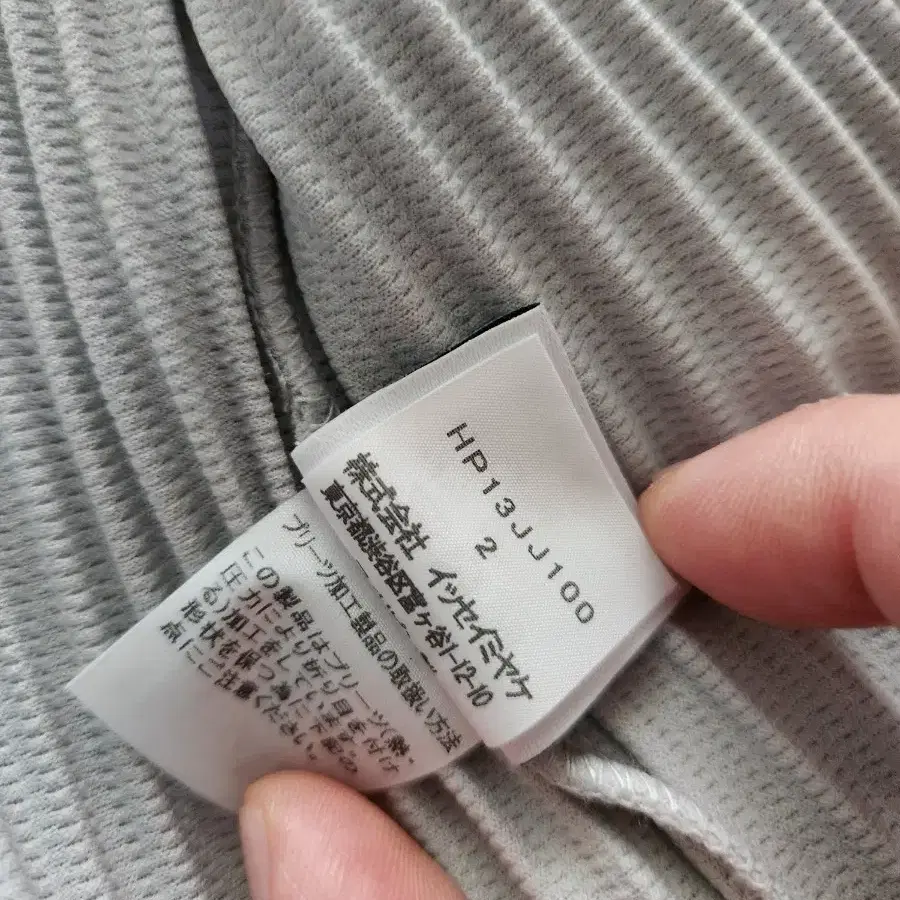 HP13JJ100
2
株式会社 イッセイミヤケ
東京都渋谷区富ヶ谷1-12-10
プリーツ加工製品の取扱い方法
この製品はプリーツ(熱、
圧力により折り目を付け
る)加工をしています。
形状を保つ為に下記の
点にご注意ください。